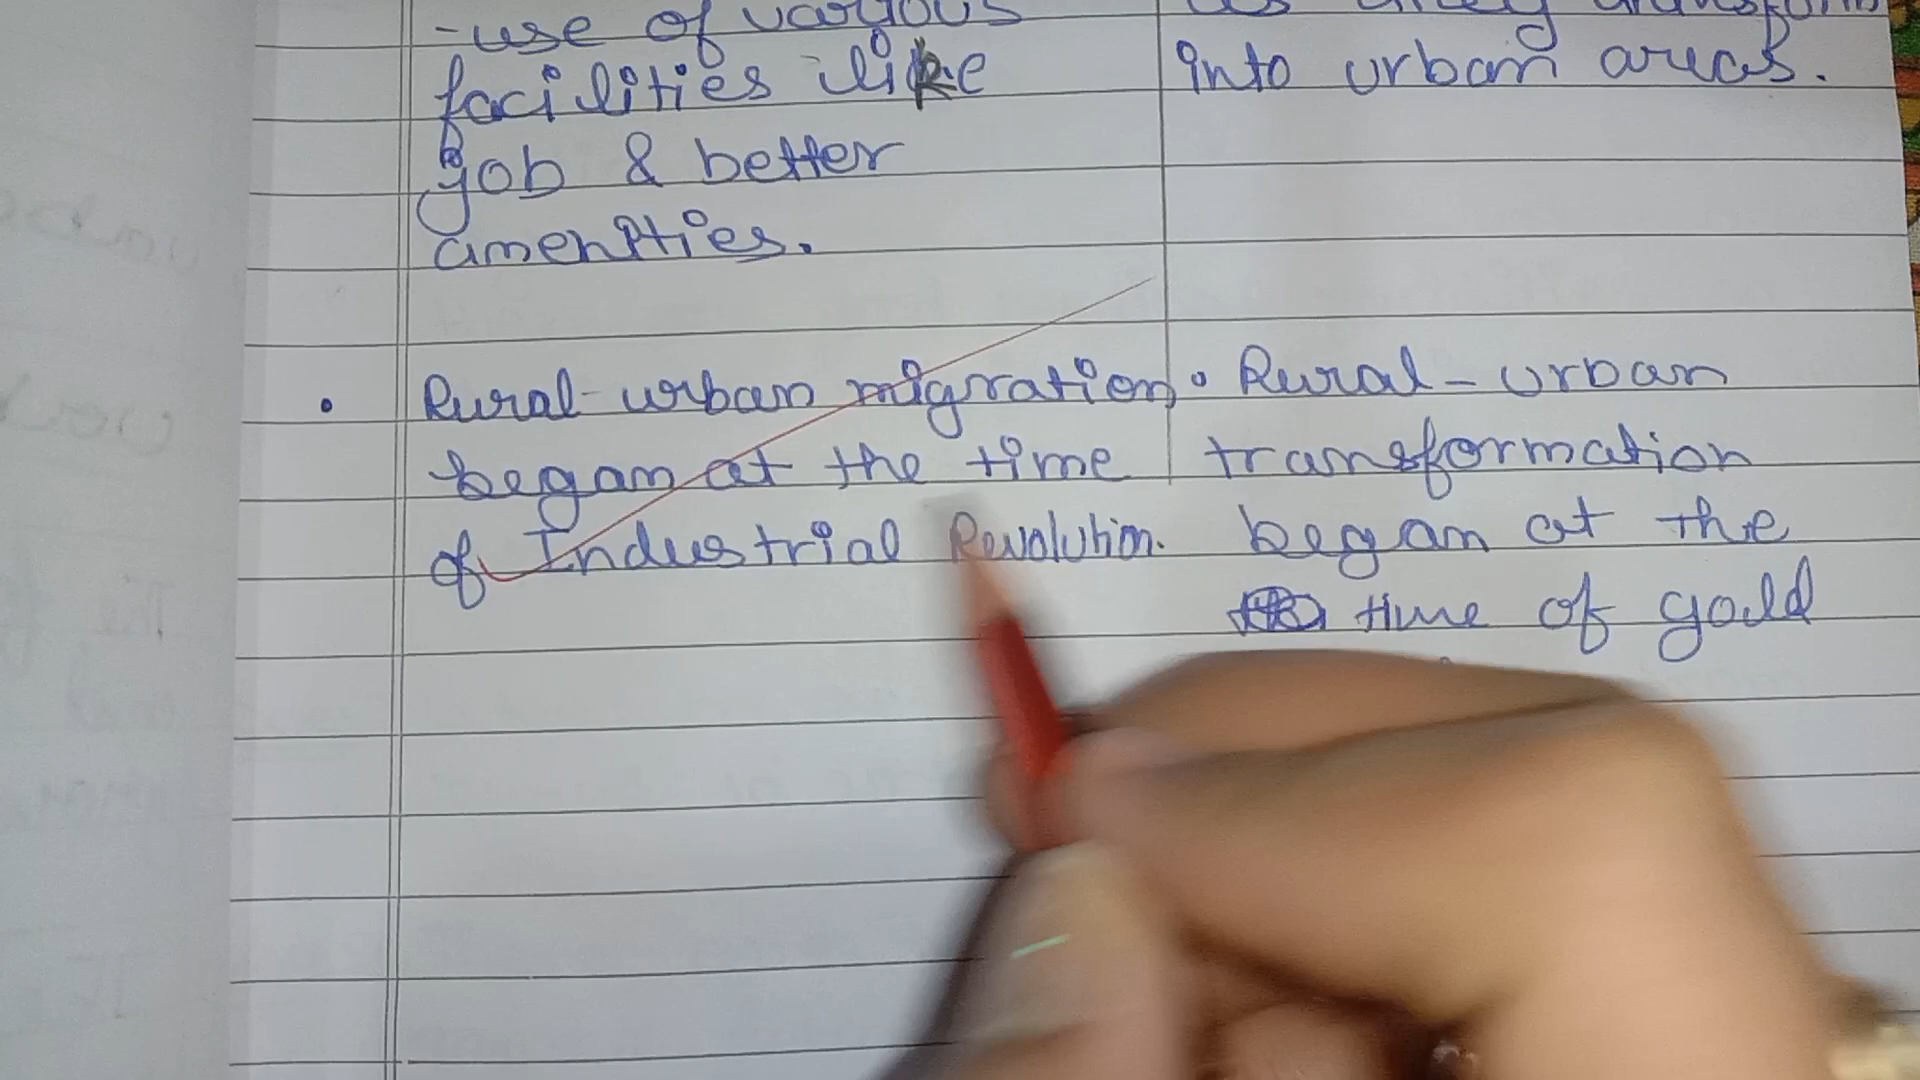 -use of various
facilities like
job & better
amenities.
• Rural-urban migration
began at the time
of Industrial Revolution.
into urban areas.
• Rural-urban
transformation
began at the
time of gold